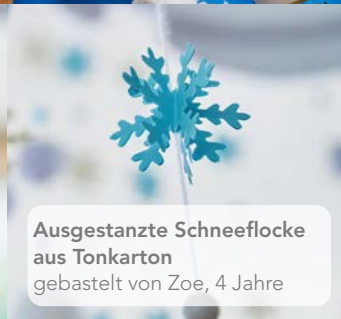 Ausgestanzte Schneeflocke
aus Tonkarton
gebastelt von Zoe, 4 Jahre